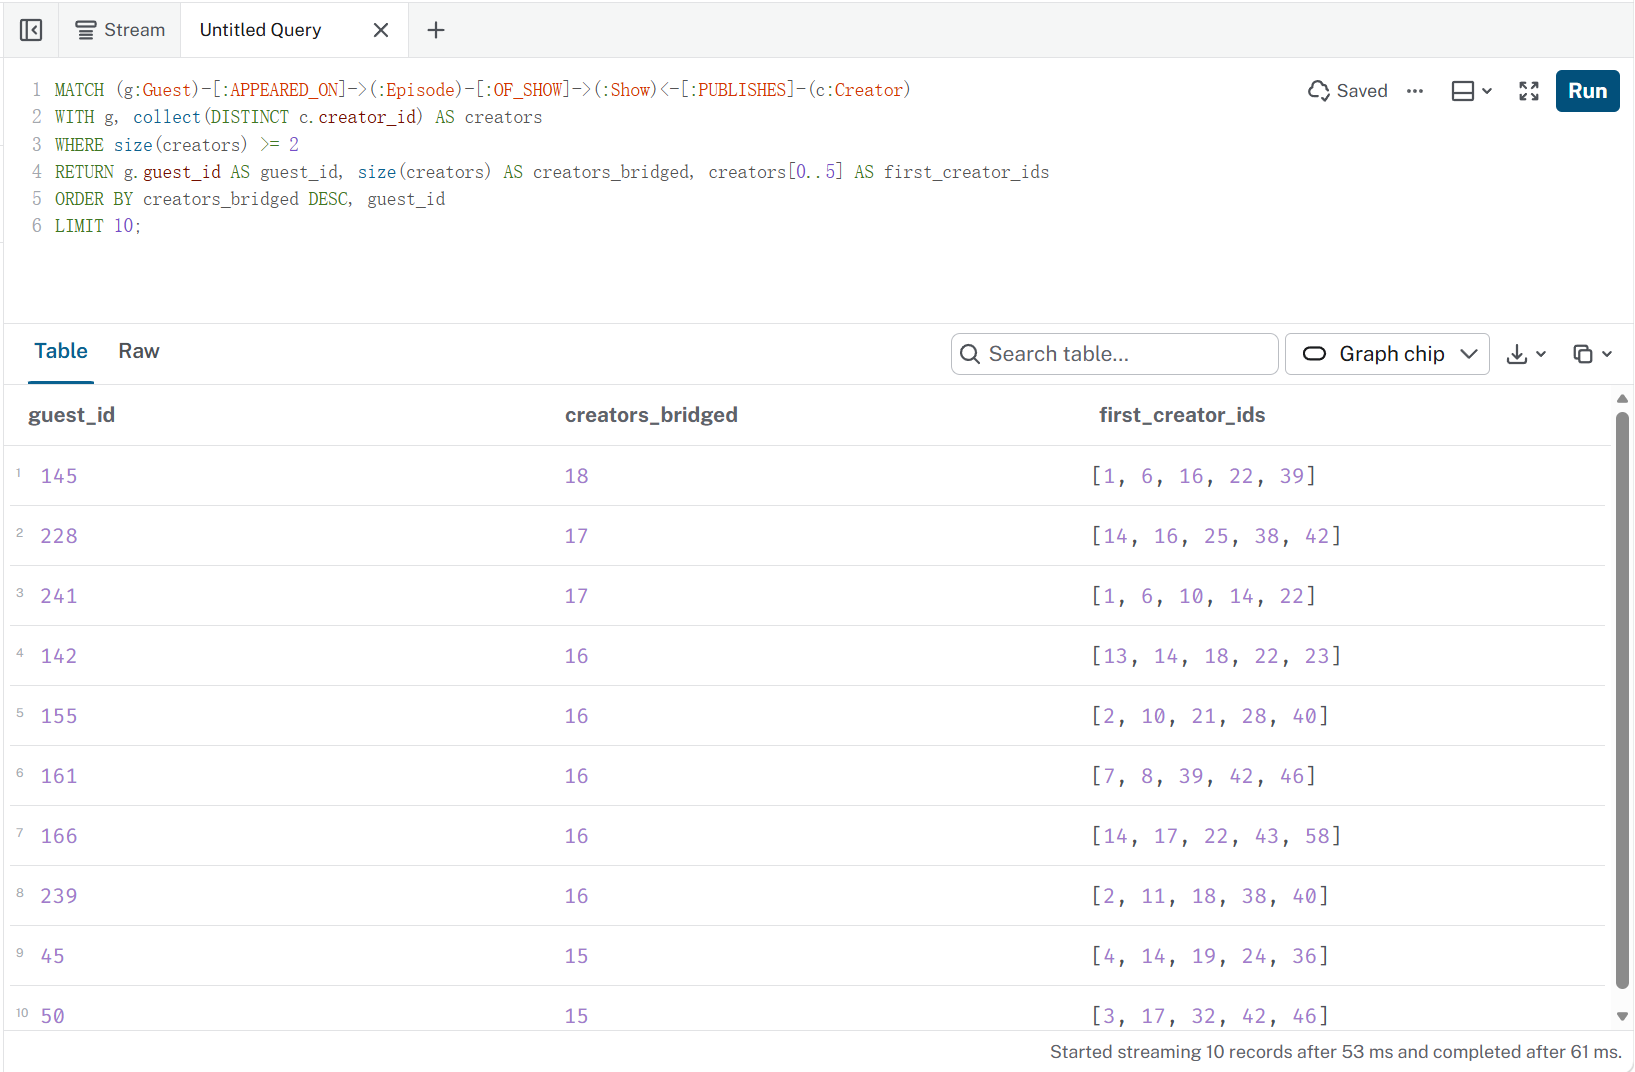 Stream Untitled Query
1 MATCH (g:Guest)-[:APPEARED_ON]->(:Episode)-[:OF_SHOW]->(:Show)<-[:PUBLISHES]-(c:Creator)
2 WITH g, collect(DISTINCT c.creator_id) AS creators
3 WHERE size(creators) >= 2
4 RETURN g.guest_id AS guest_id, size(creators) AS creators_bridged, creators[0..5] AS first_creator_ids
5 ORDER BY creators_bridged DESC, guest_id
6 LIMIT 10;
Saved ··· Run
Table Raw Search table... Graph chip
guest_id creators_bridged first_creator_ids
1 145 18 [1, 6, 16, 22, 39]
2 228 17 [14, 16, 25, 38, 42]
3 241 17 [1, 6, 10, 14, 22]
4 142 16 [13, 14, 18, 22, 23]
5 155 16 [2, 10, 21, 28, 40]
6 161 16 [7, 8, 39, 42, 46]
7 166 16 [14, 17, 22, 43, 58]
8 239 16 [2, 11, 18, 38, 40]
9 45 15 [4, 14, 19, 24, 36]
10 50 15 [3, 17, 32, 42, 46]
Started streaming 10 records after 53 ms and completed after 61 ms.